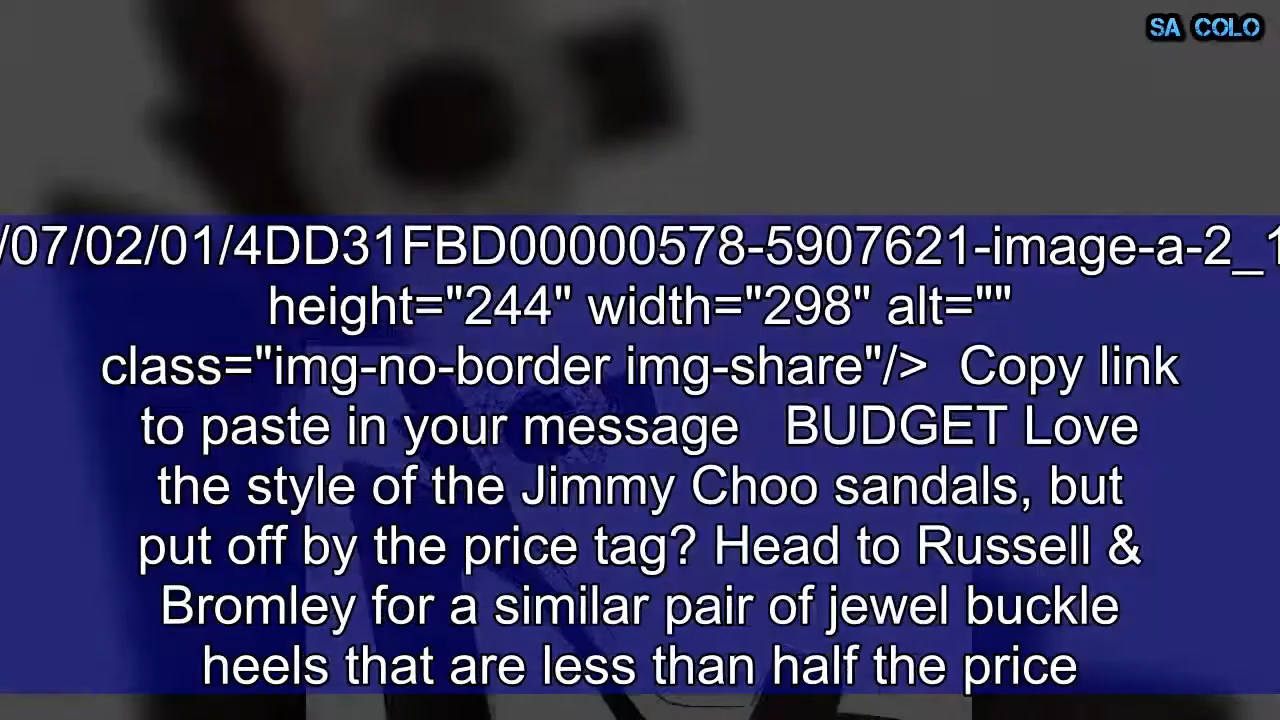 SA COLO
/07/02/01/4DD31FBD00000578-5907621-image-a-2_1
height="244" width="298" alt=""
class="img-no-border img-share"/>  Copy link
to paste in your message   BUDGET Love
the style of the Jimmy Choo sandals, but
put off by the price tag? Head to Russell &
Bromley for a similar pair of jewel buckle
heels that are less than half the price